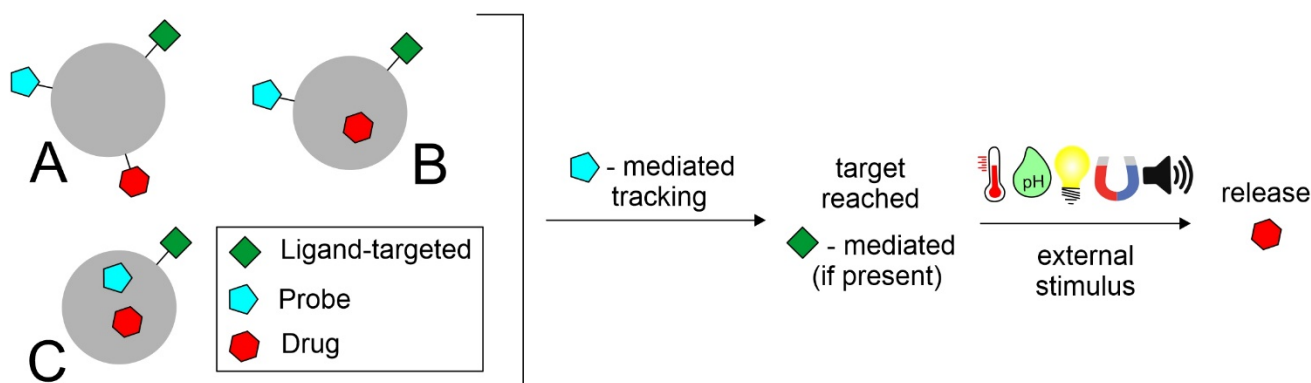 A
B
C
Ligand-targeted
Probe
Drug
- mediated
tracking
target
reached
- mediated
(if present)
pH
external
stimulus
release